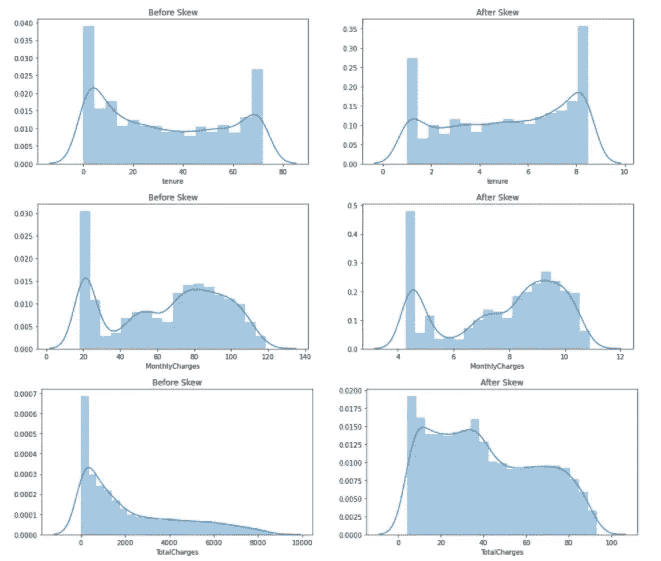 Before Skew
0.040
0.035
0.030
0.025
0.020
0.015
0.010
0.005
0.000
0 20 40 60 80
tenure
After Skew
0.35
0.30
0.25
0.20
0.15
0.10
0.05
0.00
0 2 4 6 8 10
tenure
Before Skew
0.030
0.025
0.020
0.015
0.010
0.005
0.000
0 20 40 60 80 100 120 140
MonthlyCharges
After Skew
0.5
0.4
0.3
0.2
0.1
0.0
4 6 8 10 12
MonthlyCharges
Before Skew
0.0007
0.0006
0.0005
0.0004
0.0003
0.0002
0.0001
0.0000
0 2000 4000 6000 8000 10000
TotalCharges
After Skew
0.0200
0.0175
0.0150
0.0125
0.0100
0.0075
0.0050
0.0025
0.0000
0 20 40 60 80 100
TotalCharges